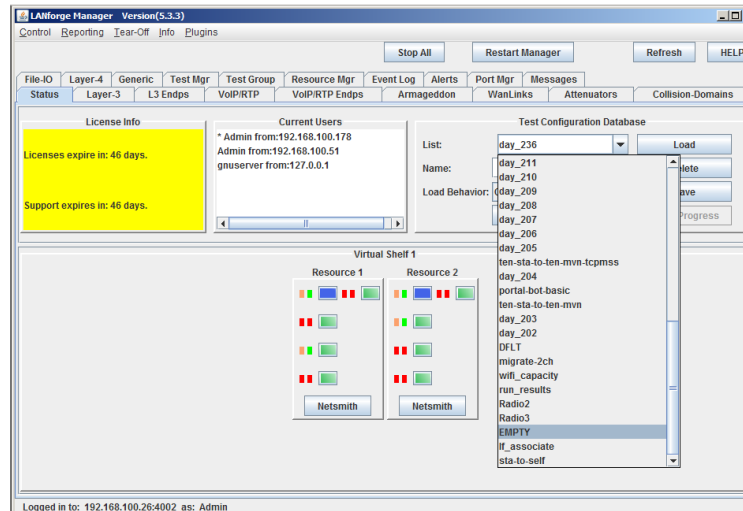 LANforge Manager Version(5.3.3)
Control Reporting Tear-Off Info Plugins
Stop All Restart Manager Refresh HELP
File-IO Layer-4 Generic Test Mgr Test Group Resource Mgr Event Log Alerts Port Mgr Messages
Status Layer-3 L3 Endps VoIP/RTP VoIP/RTP Endps Armageddon WanLinks Attenuators Collision-Domains
License Info
Licenses expire in: 46 days.
Support expires in: 46 days.
Current Users
* Admin from:192.168.100.178
Admin from:192.168.100.51
gnuserver from:127.0.0.1
Test Configuration Database
List: day_236 Load
Name: elete
Load Behavior: ave
Progress
day_211
day_210
day_209
day_208
day_207
day_206
day_205
ten-sta-to-ten-mvn-tcpmss
day_204
portal-bot-basic
ten-sta-to-ten-mvn
day_203
day_202
DFLT
migrate-2ch
wifi_capacity
run_results
Radio2
Radio3
EMPTY
lf_associate
sta-to-self
Virtual Shelf 1
Resource 1 Resource 2
Netsmith Netsmith
Logged in to: 192.168.100.26:4002 as: Admin